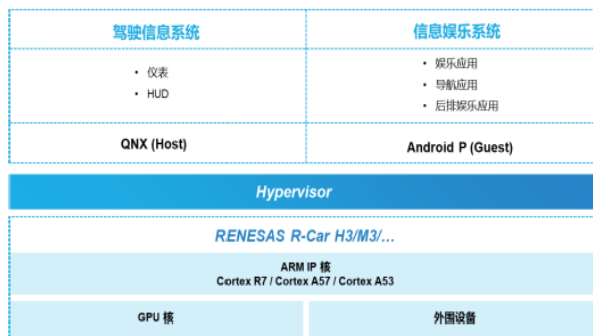 驾驶信息系统
• 仪表
• HUD
QNX (Host)
信息娱乐系统
• 娱乐应用
• 导航应用
• 后排娱乐应用
Android P (Guest)
Hypervisor
RENESAS R-Car H3/M3/…
ARM IP 核
Cortex R7 / Cortex A57 / Cortex A53
GPU 核
外围设备